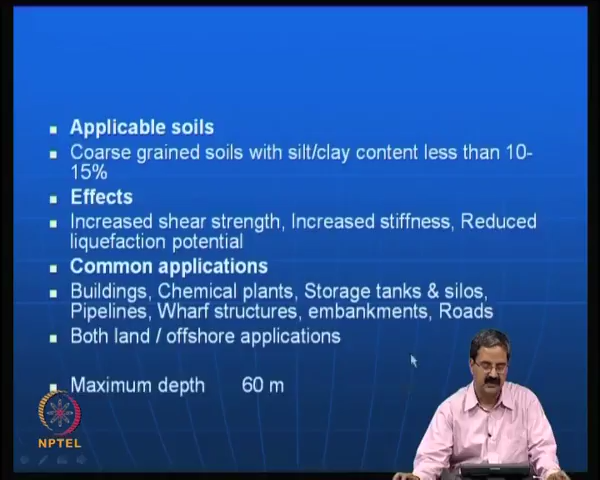 Applicable soils
Coarse grained soils with silt/clay content less than 10-
15%
Effects
Increased shear strength, Increased stiffness, Reduced
liquefaction potential
Common applications
Buildings, Chemical plants, Storage tanks & silos,
Pipelines, Wharf structures, embankments, Roads
Both land / offshore applications
Maximum depth 60 m
NPTEL